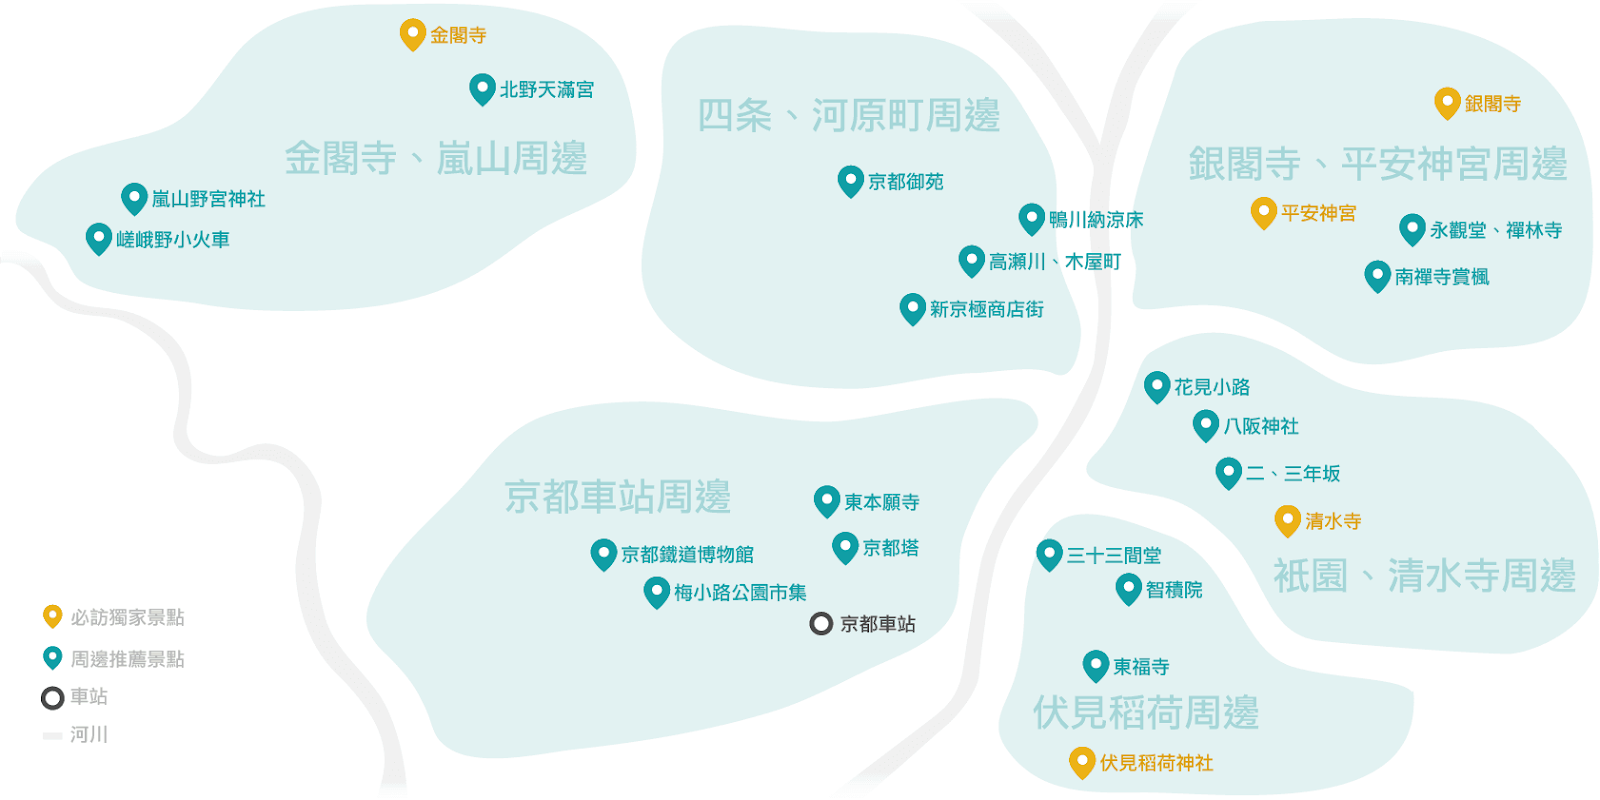 金閣寺
北野天滿宮
金閣寺、嵐山周邊
嵐山野宮神社
嵯峨野小火車
四条、河原町周邊
京都御苑
鴨川納涼床
高瀨川、木屋町
新京極商店街
銀閣寺
銀閣寺、平安神宮周邊
平安神宮
永觀堂、禪林寺
南禪寺賞楓
花見小路
八阪神社
二、三年坂
清水寺
祇園、清水寺周邊
京都車站周邊
東本願寺
京都塔
京都鐵道博物館
梅小路公園市集
京都車站
三十三間堂
智積院
東福寺
伏見稻荷周邊
伏見稻荷神社
必訪獨家景點
周邊推薦景點
車站
河川